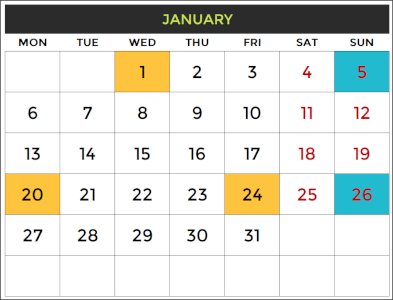 JANUARY
MON TUE WED THU FRI SAT SUN
1 2 3 4 5
6 7 8 9 10 11 12
13 14 15 16 17 18 19
20 21 22 23 24 25 26
27 28 29 30 31